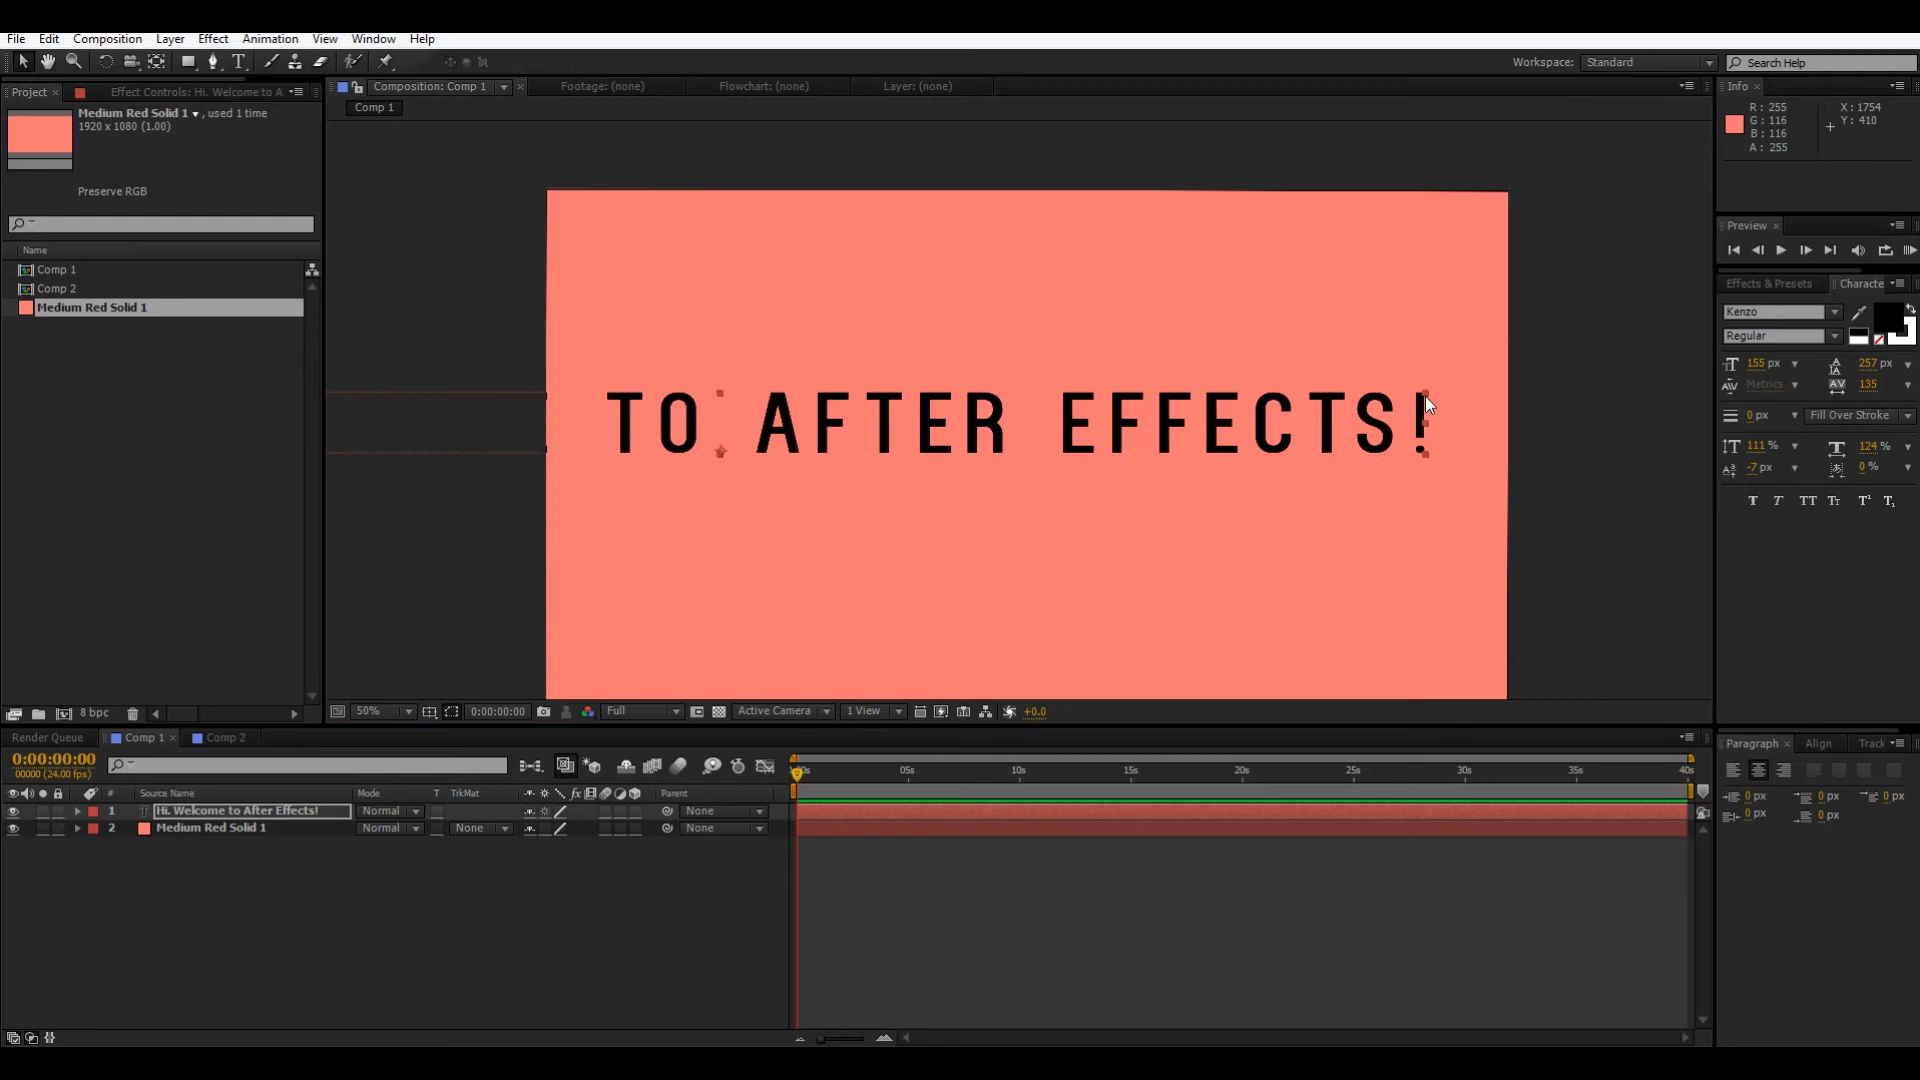 File Edit Composition Layer Effect Animation View Window Help
Workspace: Standard Search Help
Project Effect Controls: Hi. Welcome to A
Composition: Comp 1 Footage: (none) Flowchart: (none) Layer: (none)
Info
Medium Red Solid 1 , used 1 time
1920 x 1080 (1.00)
Comp 1
R : 255 X : 1754
G : 116 Y : 410
B : 116
A : 255
Preserve RGB
Preview
Name
Comp 1
Comp 2
Medium Red Solid 1
Effects & Presets Characte
Kenzo
Regular
155 px 257 px
Metrics 135
0 px Fill Over Stroke
111 % 124 %
-7 px 0 %
T T TT Tt T¹ T₁
TO AFTER EFFECTS!
8 bpc
50% 0:00:00:00 Full Active Camera 1 View +0.0
Render Queue Comp 1 Comp 2
Paragraph Align Track
0:00:00:00
00000 (24.00 fps)
05s 10s 15s 20s 25s 30s 35s 40s
# Source Name Mode T TrkMat fx Parent
1 T Hi. Welcome to After Effects! Normal None
2 Medium Red Solid 1 Normal None None
0 px 0 px 0 px
0 px 0 px